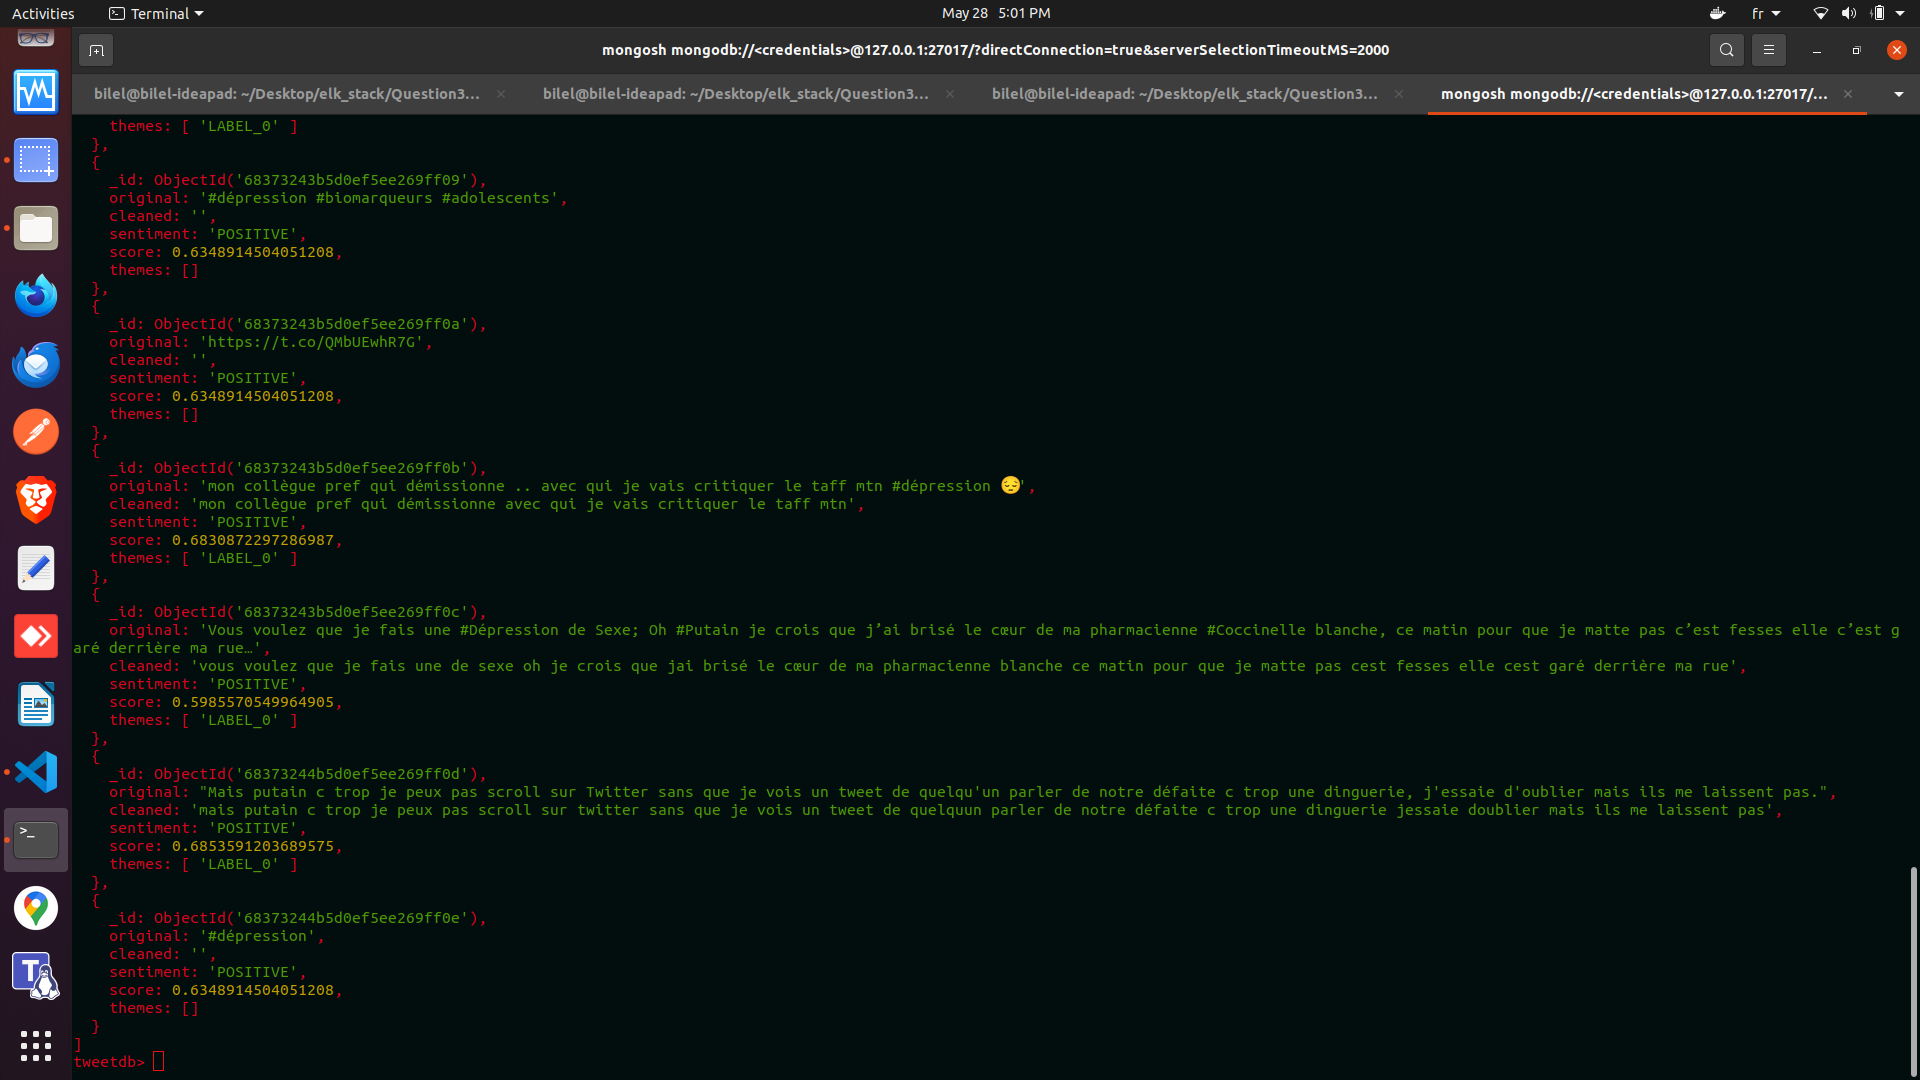 Activities
Terminal
May 28 5:01 PM
fr
mongosh mongodb://<credentials>@127.0.0.1:27017/?directConnection=true&serverSelectionTimeoutMS=2000
bilel@bilel-ideapad: ~/Desktop/elk_stack/Question3...
bilel@bilel-ideapad: ~/Desktop/elk_stack/Question3...
bilel@bilel-ideapad: ~/Desktop/elk_stack/Question3...
mongosh mongodb://<credentials>@127.0.0.1:27017/...
    themes: [ 'LABEL_0' ]
  },
  {
    _id: ObjectId('68373243b5d0ef5ee269ff09'),
    original: '#dépression #biomarqueurs #adolescents',
    cleaned: '',
    sentiment: 'POSITIVE',
    score: 0.6348914504051208,
    themes: []
  },
  {
    _id: ObjectId('68373243b5d0ef5ee269ff0a'),
    original: 'https://t.co/QMbUEwhR7G',
    cleaned: '',
    sentiment: 'POSITIVE',
    score: 0.6348914504051208,
    themes: []
  },
  {
    _id: ObjectId('68373243b5d0ef5ee269ff0b'),
    original: 'mon collègue pref qui démissionne .. avec qui je vais critiquer le taff mtn #dépression 😔',
    cleaned: 'mon collègue pref qui démissionne avec qui je vais critiquer le taff mtn',
    sentiment: 'POSITIVE',
    score: 0.6830872297286987,
    themes: [ 'LABEL_0' ]
  },
  {
    _id: ObjectId('68373243b5d0ef5ee269ff0c'),
    original: 'Vous voulez que je fais une #Dépression de Sexe; Oh #Putain je crois que j’ai brisé le cœur de ma pharmacienne #Coccinelle blanche, ce matin pour que je matte pas c’est fesses elle c’est g
aré derrière ma rue…',
    cleaned: 'vous voulez que je fais une de sexe oh je crois que jai brisé le cœur de ma pharmacienne blanche ce matin pour que je matte pas cest fesses elle cest garé derrière ma rue',
    sentiment: 'POSITIVE',
    score: 0.5985570549964905,
    themes: [ 'LABEL_0' ]
  },
  {
    _id: ObjectId('68373244b5d0ef5ee269ff0d'),
    original: "Mais putain c trop je peux pas scroll sur Twitter sans que je vois un tweet de quelqu'un parler de notre défaite c trop une dinguerie, j'essaie d'oublier mais ils me laissent pas.",
    cleaned: 'mais putain c trop je peux pas scroll sur twitter sans que je vois un tweet de quelquun parler de notre défaite c trop une dinguerie jessaie doublier mais ils me laissent pas',
    sentiment: 'POSITIVE',
    score: 0.6853591203689575,
    themes: [ 'LABEL_0' ]
  },
  {
    _id: ObjectId('68373244b5d0ef5ee269ff0e'),
    original: '#dépression',
    cleaned: '',
    sentiment: 'POSITIVE',
    score: 0.6348914504051208,
    themes: []
  }
]
tweetdb>